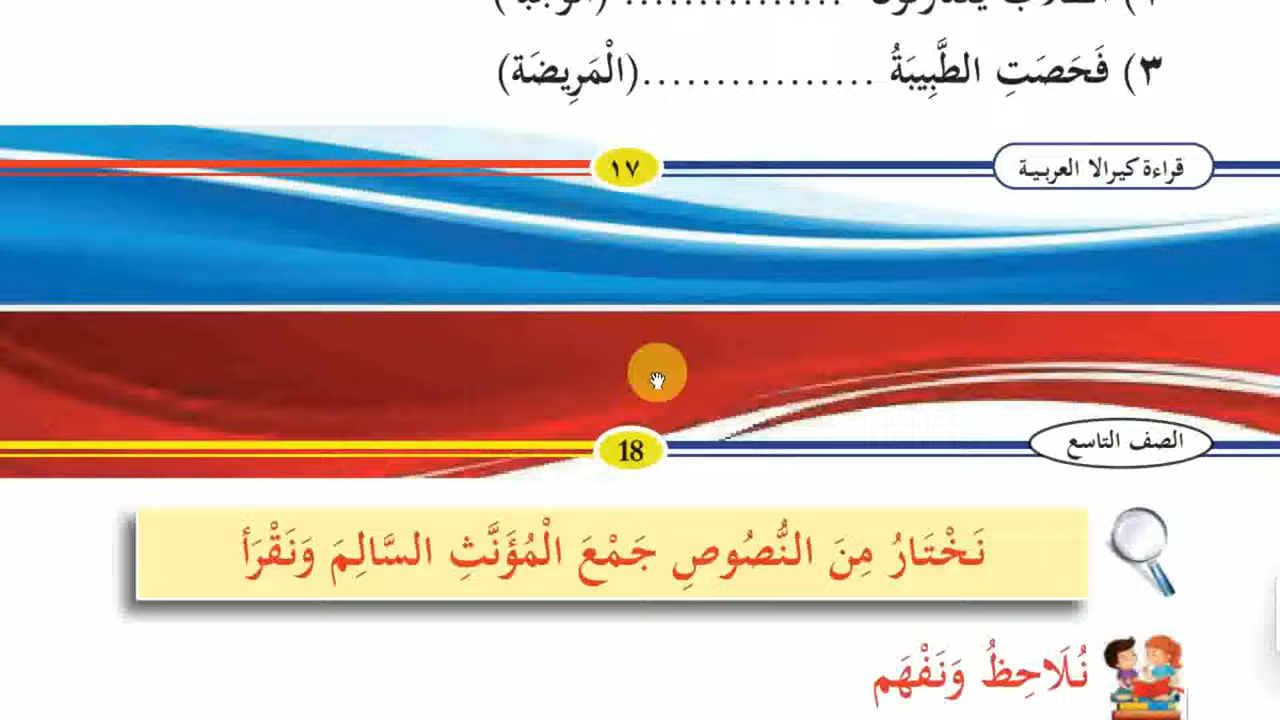 ٣) فَحَصَتِ الطَّبِيبَةُ ................(الْمَرِيضَة)
قراءة كيرالا العربية
١٧
الصف التاسع
18
نَخْتَارُ مِنَ النُّصُوصِ جَمْعَ الْمُؤَنَّثِ السَّالِمَ وَنَقْرَأ
نُلَاحِظُ وَنَفْهَم